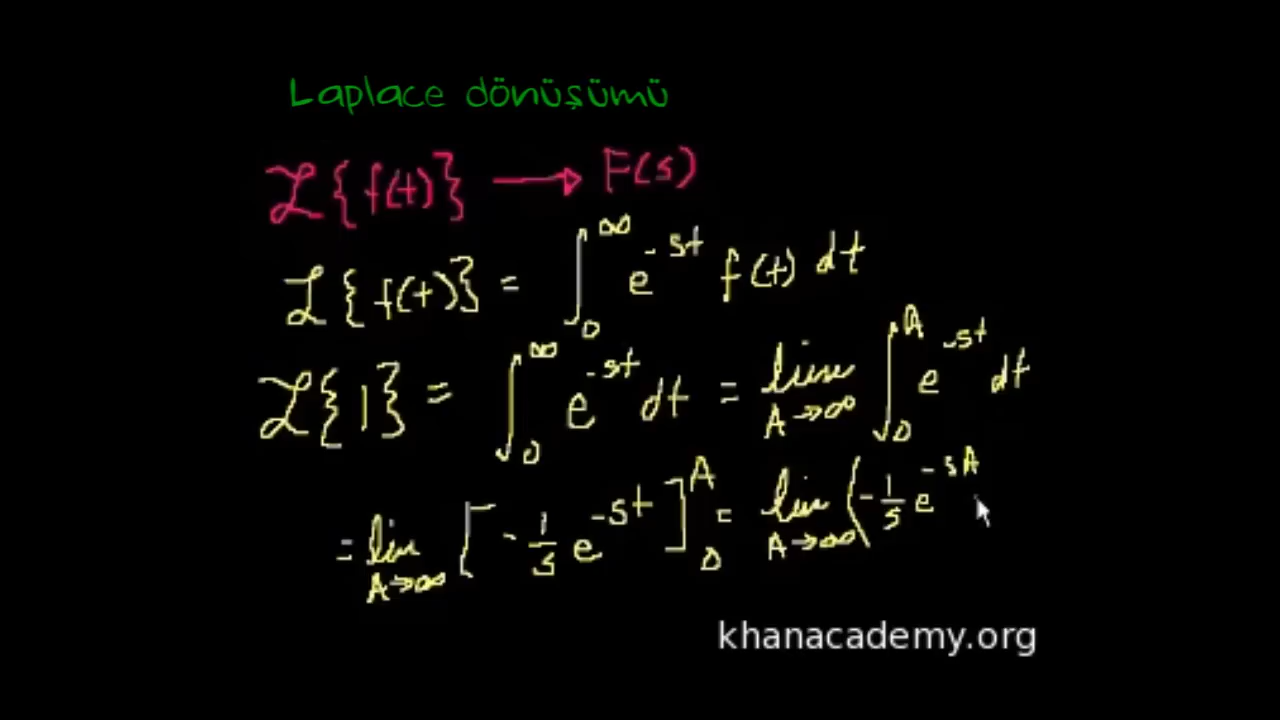 Laplace dönüşümü
ℒ{f(t)} → F(s)
ℒ{f(t)} = ∫₀^∞ e^{-st} f(t) dt
ℒ{1} = ∫₀^∞ e^{-st} dt = lim_{A→∞} ∫₀^A e^{-st} dt
= lim_{A→∞} [-1/s e^{-st}]₀^A = lim_{A→∞} (-1/s e^{-sA}
khanacademy.org